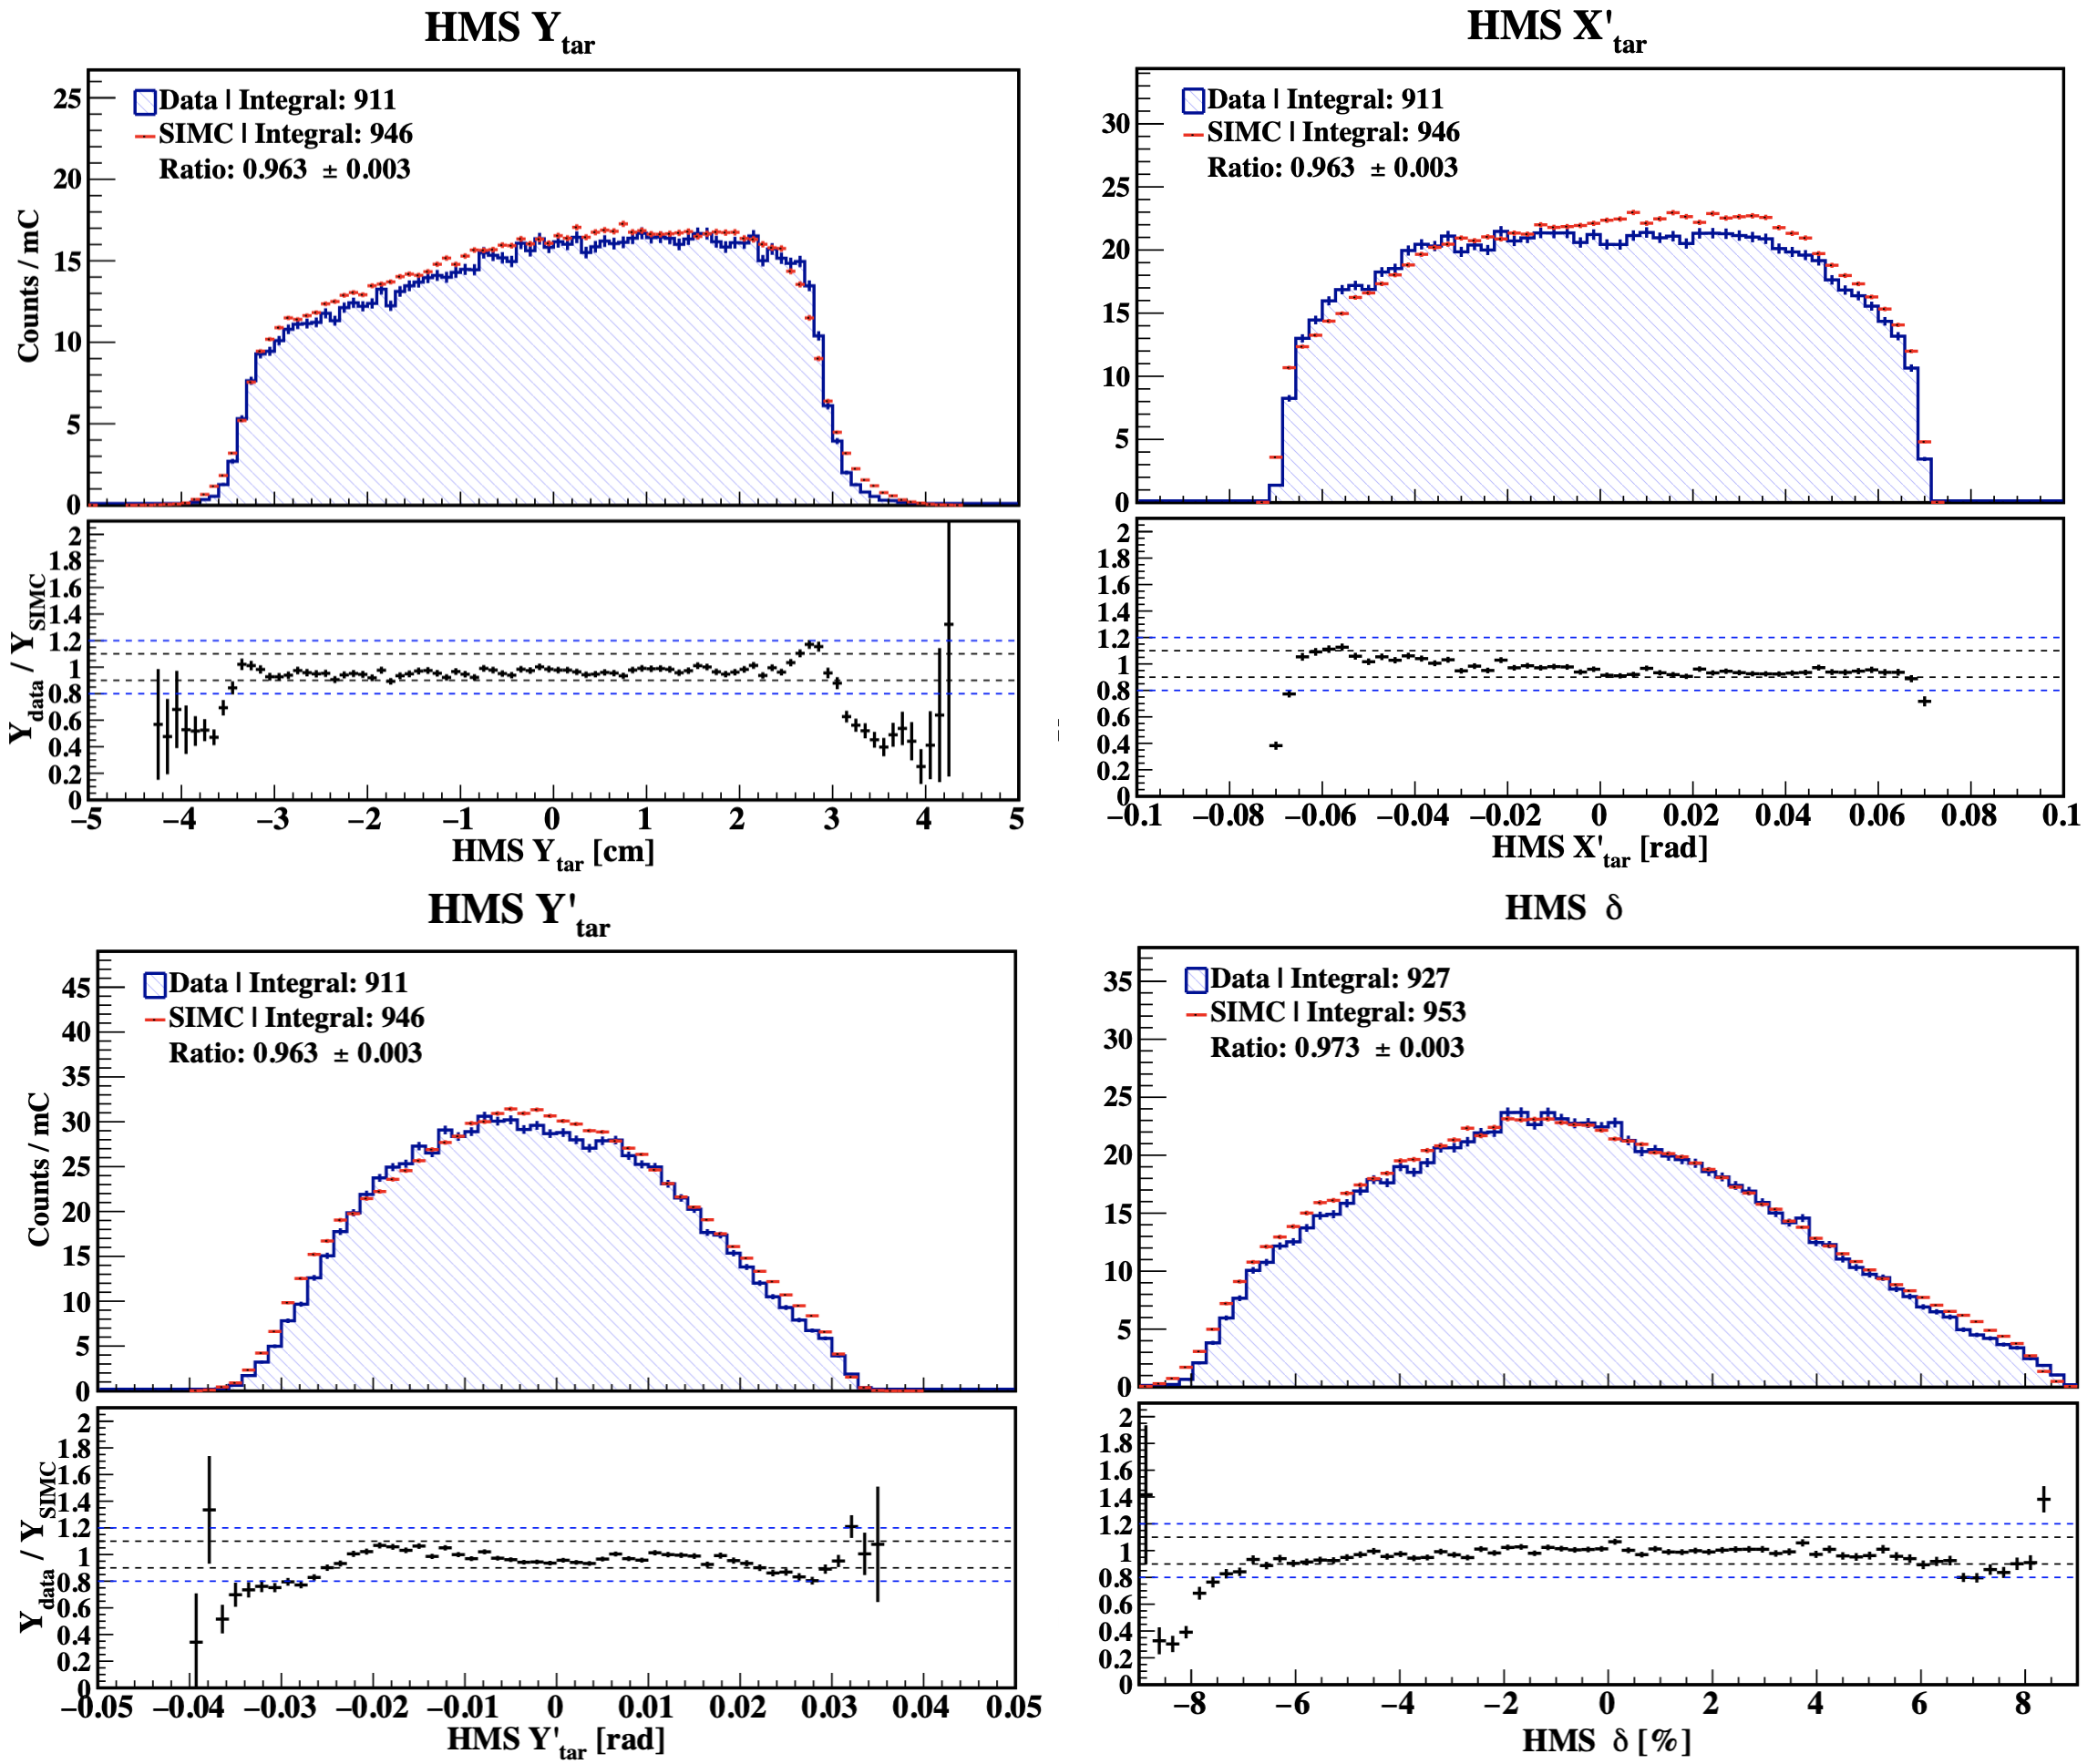 HMS Y_tar
25
20
15
10
5
0
Counts / mC
Data | Integral: 911
SIMC | Integral: 946
Ratio: 0.963 ± 0.003
2
1.8
1.6
1.4
1.2
1
0.8
0.6
0.4
0.2
0
Y_data / Y_SIMC
−5 −4 −3 −2 −1 0 1 2 3 4 5
HMS Y_tar [cm]
HMS X'_tar
30
25
20
15
10
5
0
Data | Integral: 911
SIMC | Integral: 946
Ratio: 0.963 ± 0.003
2
1.8
1.6
1.4
1.2
1
0.8
0.6
0.4
0.2
0
−0.1 −0.08 −0.06 −0.04 −0.02 0 0.02 0.04 0.06 0.08 0.1
HMS X'_tar [rad]
HMS Y'_tar
45
40
35
30
25
20
15
10
5
0
Counts / mC
Data | Integral: 911
SIMC | Integral: 946
Ratio: 0.963 ± 0.003
2
1.8
1.6
1.4
1.2
1
0.8
0.6
0.4
0.2
0
Y_data / Y_SIMC
−0.05 −0.04 −0.03 −0.02 −0.01 0 0.01 0.02 0.03 0.04 0.05
HMS Y'_tar [rad]
HMS δ
35
30
25
20
15
10
5
0
Data | Integral: 927
SIMC | Integral: 953
Ratio: 0.973 ± 0.003
2
1.8
1.6
1.4
1.2
1
0.8
0.6
0.4
0.2
0
−8 −6 −4 −2 0 2 4 6 8
HMS δ [%]